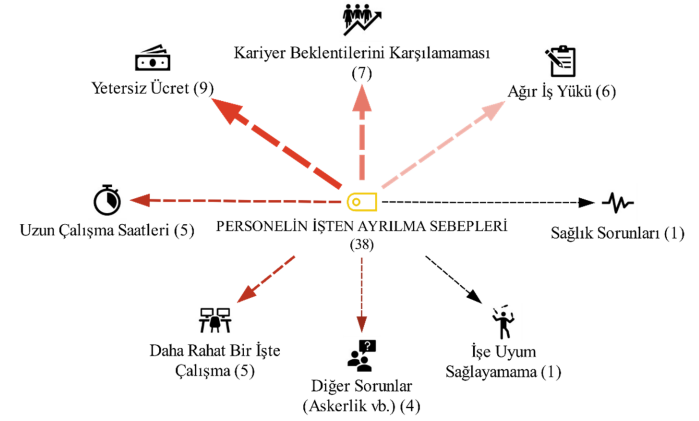 Kariyer Beklentilerini Karşılamaması
(7)
Yetersiz Ücret (9)
Ağır İş Yükü (6)
Uzun Çalışma Saatleri (5)
PERSONELİN İŞTEN AYRILMA SEBEPLERİ
(38)
Sağlık Sorunları (1)
Daha Rahat Bir İşte
Çalışma (5)
Diğer Sorunlar
(Askerlik vb.) (4)
İşe Uyum
Sağlayamama (1)